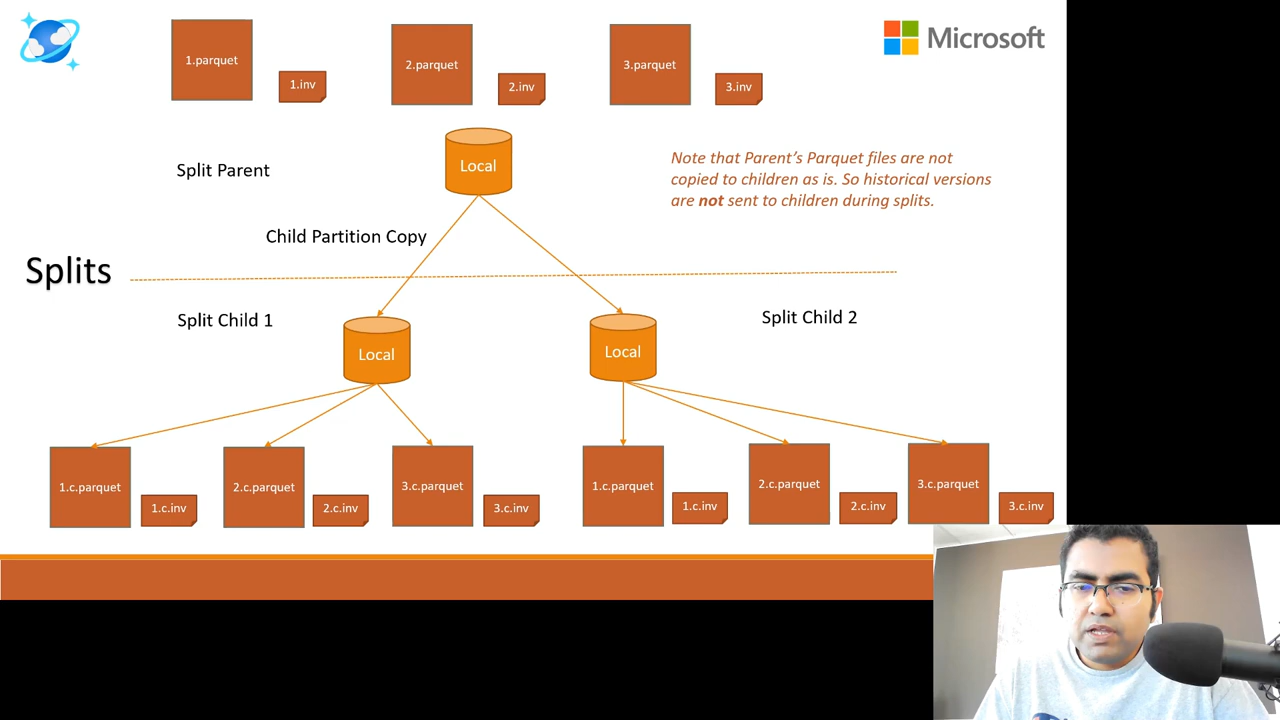 1.parquet
1.inv
2.parquet
2.inv
3.parquet
3.inv
Microsoft
Split Parent
Local
Note that Parent's Parquet files are not
copied to children as is. So historical versions
are not sent to children during splits.
Child Partition Copy
Splits
Split Child 1
Local
Local
Split Child 2
1.c.parquet
1.c.inv
2.c.parquet
2.c.inv
3.c.parquet
3.c.inv
1.c.parquet
1.c.inv
2.c.parquet
2.c.inv
3.c.parquet
3.c.inv